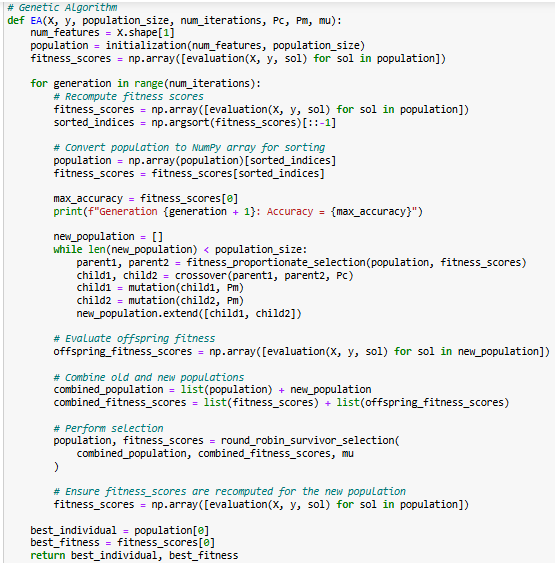 # Genetic Algorithm
def EA(X, y, population_size, num_iterations, Pc, Pm, mu):
    num_features = X.shape[1]
    population = initialization(num_features, population_size)
    fitness_scores = np.array([evaluation(X, y, sol) for sol in population])

    for generation in range(num_iterations):
        # Recompute fitness scores
        fitness_scores = np.array([evaluation(X, y, sol) for sol in population])
        sorted_indices = np.argsort(fitness_scores)[::-1]

        # Convert population to NumPy array for sorting
        population = np.array(population)[sorted_indices]
        fitness_scores = fitness_scores[sorted_indices]

        max_accuracy = fitness_scores[0]
        print(f"Generation {generation + 1}: Accuracy = {max_accuracy}")

        new_population = []
        while len(new_population) < population_size:
            parent1, parent2 = fitness_proportionate_selection(population, fitness_scores)
            child1, child2 = crossover(parent1, parent2, Pc)
            child1 = mutation(child1, Pm)
            child2 = mutation(child2, Pm)
            new_population.extend([child1, child2])

        # Evaluate offspring fitness
        offspring_fitness_scores = np.array([evaluation(X, y, sol) for sol in new_population])

        # Combine old and new populations
        combined_population = list(population) + new_population
        combined_fitness_scores = list(fitness_scores) + list(offspring_fitness_scores)

        # Perform selection
        population, fitness_scores = round_robin_survivor_selection(
            combined_population, combined_fitness_scores, mu
        )

        # Ensure fitness_scores are recomputed for the new population
        fitness_scores = np.array([evaluation(X, y, sol) for sol in population])

    best_individual = population[0]
    best_fitness = fitness_scores[0]
    return best_individual, best_fitness